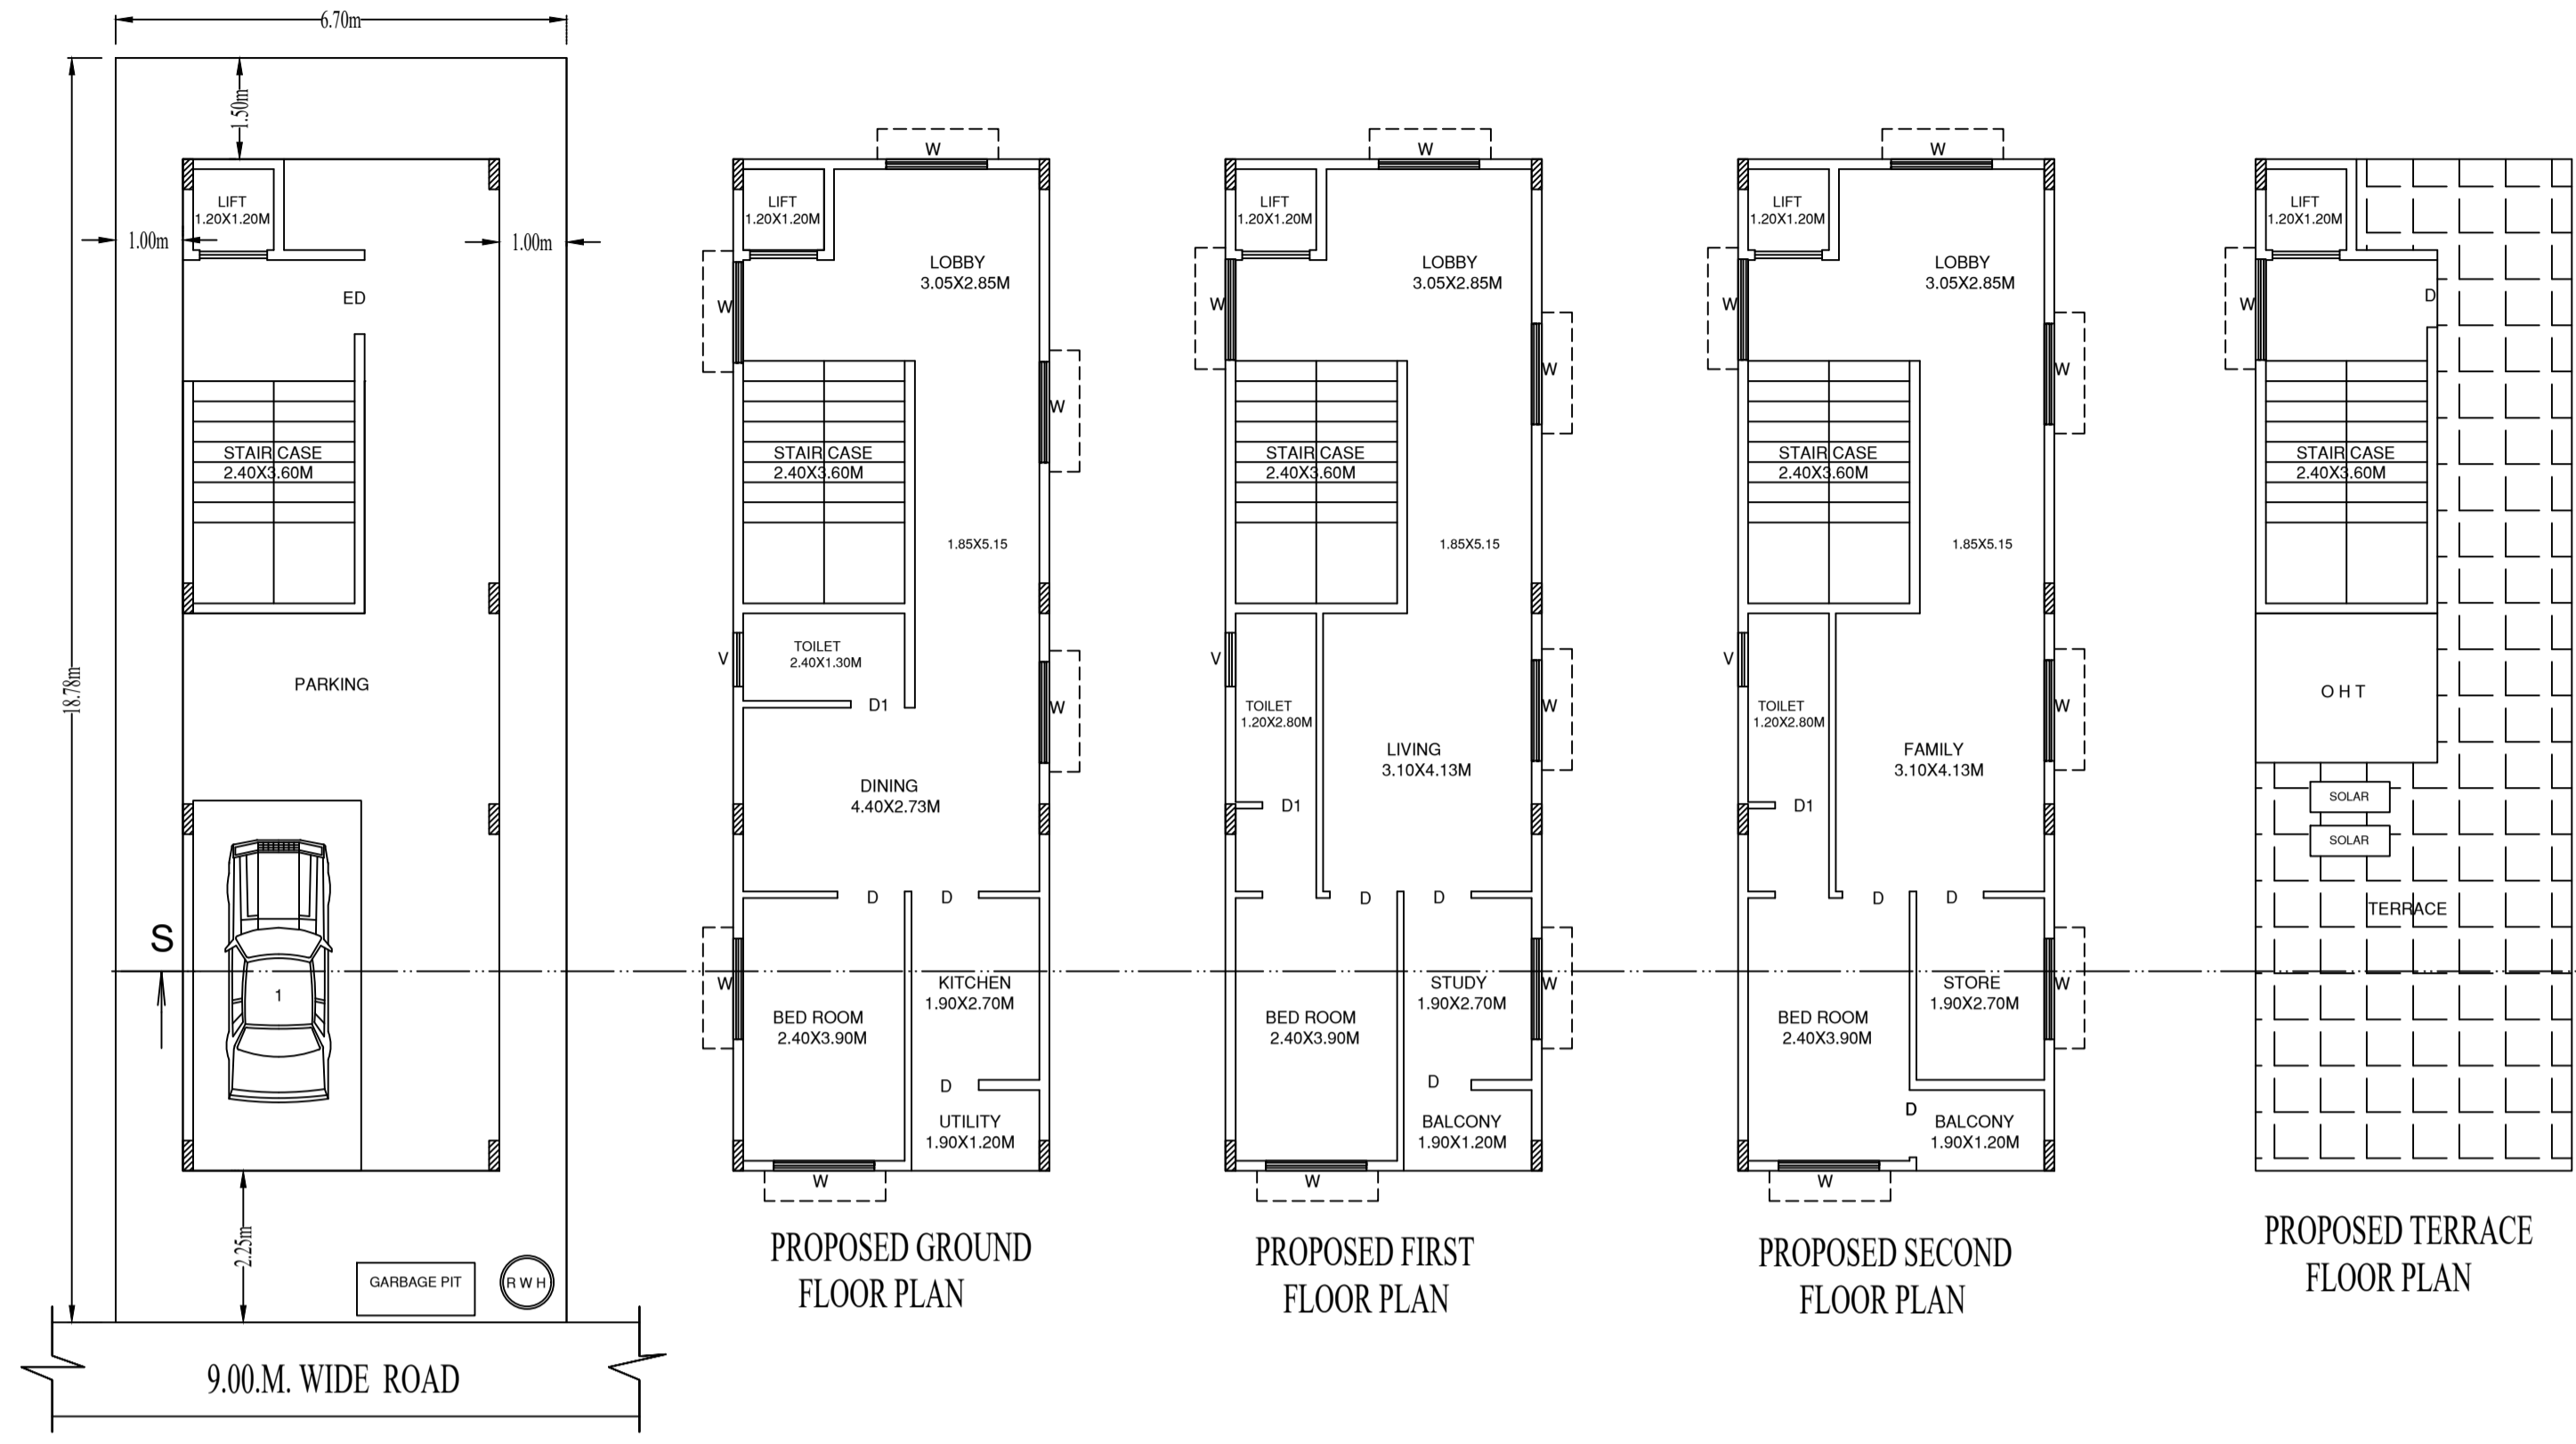 6.70m
18.78m
1.50m
LIFT
1.20X1.20M
1.00m
1.00m
ED
STAIR CASE
2.40X3.60M
PARKING
S
1
2.25m
GARBAGE PIT
R W H
9.00.M. WIDE ROAD
W
LIFT
1.20X1.20M
LOBBY
3.05X2.85M
W
W
STAIR CASE
2.40X3.60M
1.85X5.15
TOILET
2.40X1.30M
V
D1
W
DINING
4.40X2.73M
D
D
W
KITCHEN
1.90X2.70M
BED ROOM
2.40X3.90M
D
UTILITY
1.90X1.20M
W
PROPOSED GROUND
FLOOR PLAN
W
LIFT
1.20X1.20M
LOBBY
3.05X2.85M
W
W
STAIR CASE
2.40X3.60M
1.85X5.15
V
TOILET
1.20X2.80M
W
LIVING
3.10X4.13M
D1
D
D
STUDY
1.90X2.70M
W
BED ROOM
2.40X3.90M
D
BALCONY
1.90X1.20M
W
PROPOSED FIRST
FLOOR PLAN
W
LIFT
1.20X1.20M
LOBBY
3.05X2.85M
W
W
STAIR CASE
2.40X3.60M
1.85X5.15
V
TOILET
1.20X2.80M
W
FAMILY
3.10X4.13M
D1
D
D
STORE
1.90X2.70M
W
BED ROOM
2.40X3.90M
D
BALCONY
1.90X1.20M
W
PROPOSED SECOND
FLOOR PLAN
LIFT
1.20X1.20M
D
W
STAIR CASE
2.40X3.60M
O H T
SOLAR
SOLAR
TERRACE
PROPOSED TERRACE
FLOOR PLAN